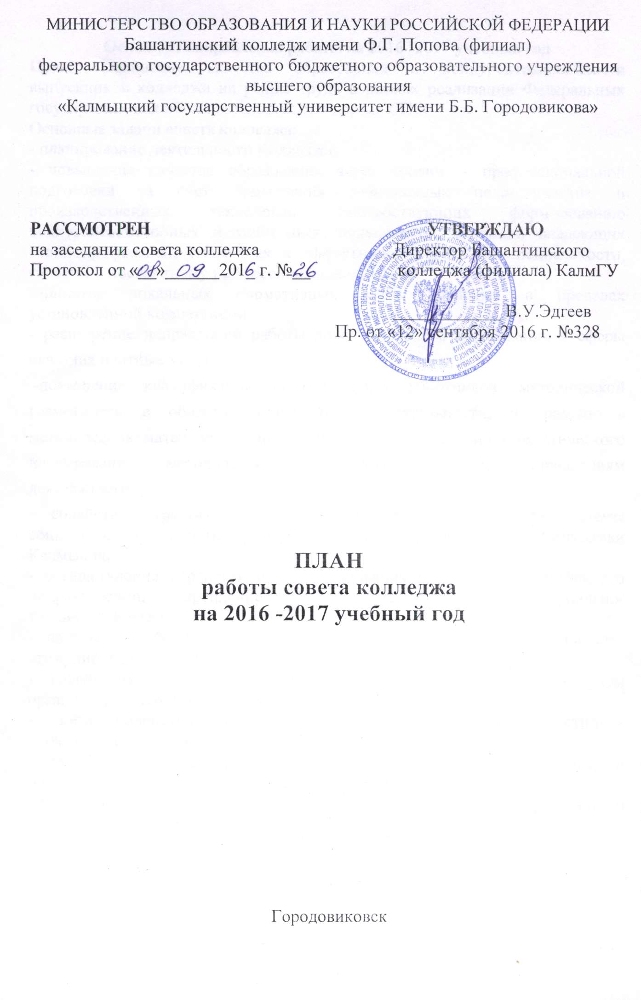 МИНИСТЕРСТВО ОБРАЗОВАНИЯ И НАУКИ РОССИЙСКОЙ ФЕДЕРАЦИИ
Башантинский колледж имени Ф.Г. Попова (филиал)
федерального государственного бюджетного образовательного учреждения
высшего образования
«Калмыцкий государственный университет имени Б.Б. Городовикова»
РАССМОТРЕН
на заседании совета колледжа
Протокол от «08» 09 2016 г. №26
УТВЕРЖДАЮ
Директор Башантинского
колледжа (филиала) КалмГУ
В.У.Эдгеев
Пр. от «12» сентября 2016 г. №328
ПЛАН
работы совета колледжа
на 2016 -2017 учебный год
Городовиковск